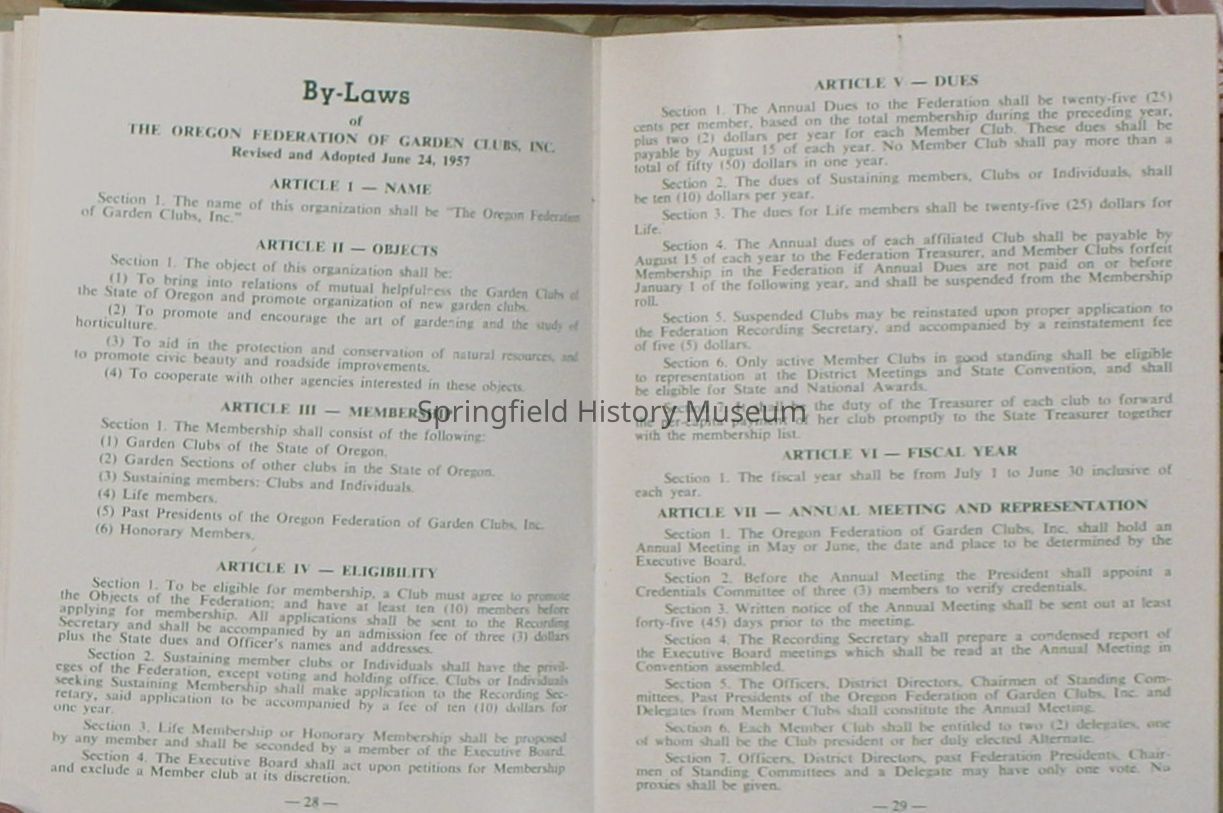 By-Laws
of
THE OREGON FEDERATION OF GARDEN CLUBS, INC.
Revised and Adopted June 24, 1957
ARTICLE I — NAME
Section 1. The name of this organization shall be "The Oregon Federation
of Garden Clubs, Inc."
ARTICLE II — OBJECTS
Section 1. The object of this organization shall be:
(1) To bring into relations of mutual helpfulness the Garden Clubs of
the State of Oregon and promote organization of new garden clubs.
(2) To promote and encourage the art of gardening and the study of
horticulture.
(3) To aid in the protection and conservation of natural resources, and
to promote civic beauty and roadside improvements.
(4) To cooperate with other agencies interested in these objects.
ARTICLE III — MEMBERSHIP
Section 1. The Membership shall consist of the following:
(1) Garden Clubs of the State of Oregon.
(2) Garden Sections of other clubs in the State of Oregon.
(3) Sustaining members: Clubs and Individuals.
(4) Life members.
(5) Past Presidents of the Oregon Federation of Garden Clubs, Inc.
(6) Honorary Members.
ARTICLE IV — ELIGIBILITY
Section 1. To be eligible for membership, a Club must agree to promote
the Objects of the Federation; and have at least ten (10) members before
applying for membership. All applications shall be sent to the Recording
Secretary and shall be accompanied by an admission fee of three (3) dollars
plus the State dues and Officer's names and addresses.
Section 2. Sustaining member clubs or Individuals shall have the privil-
eges of the Federation, except voting and holding office. Clubs or Individuals
seeking Sustaining Membership shall make application to the Recording Sec-
retary, said application to be accompanied by a fee of ten (10) dollars for
one year.
Section 3. Life Membership or Honorary Membership shall be proposed
by any member and shall be seconded by a member of the Executive Board.
Section 4. The Executive Board shall act upon petitions for Membership
and exclude a Member club at its discretion.
— 28 —
ARTICLE V — DUES
Section 1. The Annual Dues to the Federation shall be twenty-five (25)
cents per member, based on the total membership during the preceding year,
plus two (2) dollars per year for each Member Club. These dues shall be
payable by August 15 of each year. No Member Club shall pay more than a
total of fifty (50) dollars in one year.
Section 2. The dues of Sustaining members, Clubs or Individuals, shall
be ten (10) dollars per year.
Section 3. The dues for Life members shall be twenty-five (25) dollars for
Life.
Section 4. The Annual dues of each affiliated Club shall be payable by
August 15 of each year to the Federation Treasurer, and Member Clubs forfeit
Membership in the Federation if Annual Dues are not paid on or before
January 1 of the following year, and shall be suspended from the Membership
roll.
Section 5. Suspended Clubs may be reinstated upon proper application to
the Federation Recording Secretary, and accompanied by a reinstatement fee
of five (5) dollars.
Section 6. Only active Member Clubs in good standing shall be eligible
to representation at the District Meetings and State Convention, and shall
be eligible for State and National Awards.
Section 7. It shall be the duty of the Treasurer of each club to forward
the per-capita payment of her club promptly to the State Treasurer together
with the membership list.
ARTICLE VI — FISCAL YEAR
Section 1. The fiscal year shall be from July 1 to June 30 inclusive of
each year.
ARTICLE VII — ANNUAL MEETING AND REPRESENTATION
Section 1. The Oregon Federation of Garden Clubs, Inc. shall hold an
Annual Meeting in May or June, the date and place to be determined by the
Executive Board.
Section 2. Before the Annual Meeting the President shall appoint a
Credentials Committee of three (3) members to verify credentials.
Section 3. Written notice of the Annual Meeting shall be sent out at least
forty-five (45) days prior to the meeting.
Section 4. The Recording Secretary shall prepare a condensed report of
the Executive Board meetings which shall be read at the Annual Meeting in
Convention assembled.
Section 5. The Officers, District Directors, Chairmen of Standing Com-
mittees, Past Presidents of the Oregon Federation of Garden Clubs, Inc. and
Delegates from Member Clubs shall constitute the Annual Meeting.
Section 6. Each Member Club shall be entitled to two (2) delegates, one
of whom shall be the Club president or her duly elected Alternate.
Section 7. Officers, District Directors, past Federation Presidents, Chair-
men of Standing Committees and a Delegate may have only one vote. No
proxies shall be given.
— 29 —
Springfield History Museum